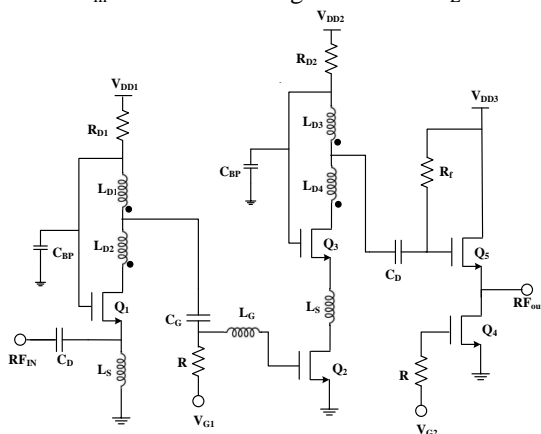 V_DD1
R_D1
L_D1
C_BP
L_D2
Q_1
RF_IN
C_D
L_S
C_G
L_G
R
V_G1
V_DD2
R_D2
L_D3
C_BP
L_D4
Q_3
L_S
Q_2
C_D
V_DD3
R_f
Q_5
RF_ou
Q_4
R
V_G2